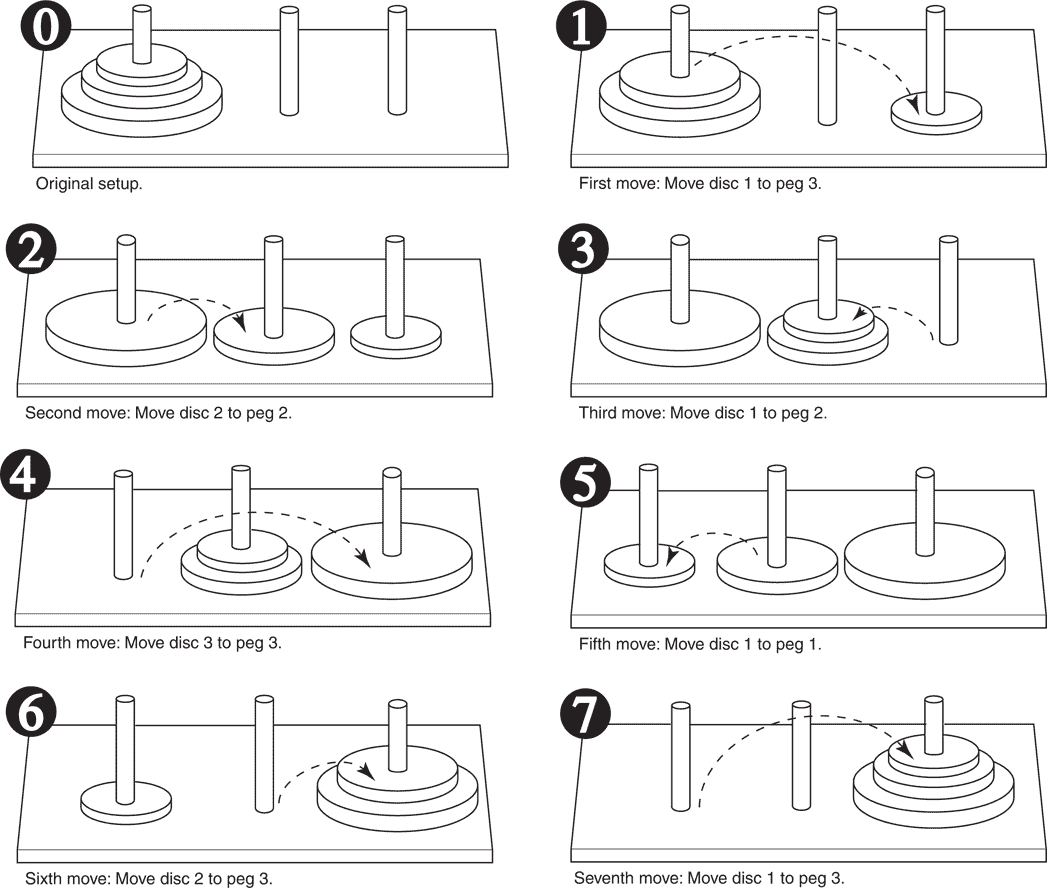 0
Original setup.
1
First move: Move disc 1 to peg 3.
2
Second move: Move disc 2 to peg 2.
3
Third move: Move disc 1 to peg 2.
4
Fourth move: Move disc 3 to peg 3.
5
Fifth move: Move disc 1 to peg 1.
6
Sixth move: Move disc 2 to peg 3.
7
Seventh move: Move disc 1 to peg 3.